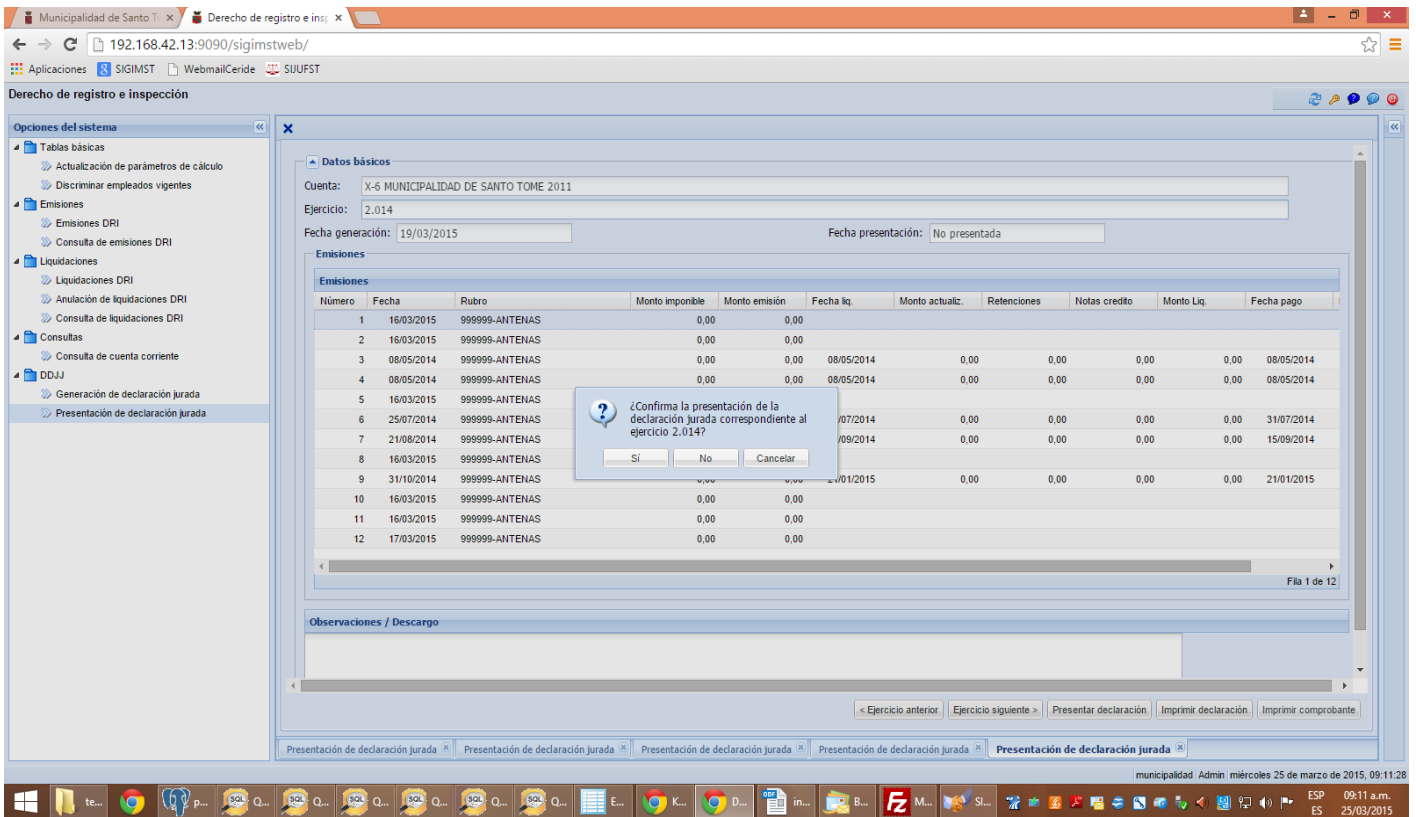 Municipalidad de Santo T
Derecho de registro e insp
192.168.42.13:9090/sigimstweb/
Aplicaciones SIGIMST WebmailCeride SIJUFST
Derecho de registro e inspección
Opciones del sistema
Tablas básicas
Actualización de parámetros de cálculo
Discriminar empleados vigentes
Emisiones
Emisiones DRI
Consulta de emisiones DRI
Liquidaciones
Liquidaciones DRI
Anulación de liquidaciones DRI
Consulta de liquidaciones DRI
Consultas
Consulta de cuenta corriente
DDJJ
Generación de declaración jurada
Presentación de declaración jurada
Datos básicos
Cuenta: X-6 MUNICIPALIDAD DE SANTO TOME 2011
Ejercicio: 2.014
Fecha generación: 19/03/2015 Fecha presentación: No presentada
Emisiones
Emisiones
Número Fecha Rubro Monto imponible Monto emisión Fecha liq. Monto actualiz. Retenciones Notas credito Monto Liq. Fecha pago
1 16/03/2015 999999-ANTENAS 0,00 0,00
2 16/03/2015 999999-ANTENAS 0,00 0,00
3 08/05/2014 999999-ANTENAS 0,00 0,00 08/05/2014 0,00 0,00 0,00 0,00 08/05/2014
4 08/05/2014 999999-ANTENAS 0,00 0,00 08/05/2014 0,00 0,00 0,00 0,00 08/05/2014
5 16/03/2015 999999-ANTENAS
6 25/07/2014 999999-ANTENAS /07/2014 0,00 0,00 0,00 0,00 31/07/2014
7 21/08/2014 999999-ANTENAS /09/2014 0,00 0,00 0,00 0,00 15/09/2014
8 16/03/2015 999999-ANTENAS
9 31/10/2014 999999-ANTENAS 0,00 0,00 21/01/2015 0,00 0,00 0,00 0,00 21/01/2015
10 16/03/2015 999999-ANTENAS 0,00 0,00
11 16/03/2015 999999-ANTENAS 0,00 0,00
12 17/03/2015 999999-ANTENAS 0,00 0,00
¿Confirma la presentación de la
declaración jurada correspondiente al
ejercicio 2.014?
Sí No Cancelar
Fila 1 de 12
Observaciones / Descargo
< Ejercicio anterior Ejercicio siguiente > Presentar declaración Imprimir declaración Imprimir comprobante
Presentación de declaración jurada Presentación de declaración jurada Presentación de declaración jurada Presentación de declaración jurada Presentación de declaración jurada
municipalidad Admin miércoles 25 de marzo de 2015, 09:11:28
te... p... Q... Q... Q... Q... Q... Q... E... K... D... in... B... M... SI...
ESP 09:11 a.m.
ES 25/03/2015